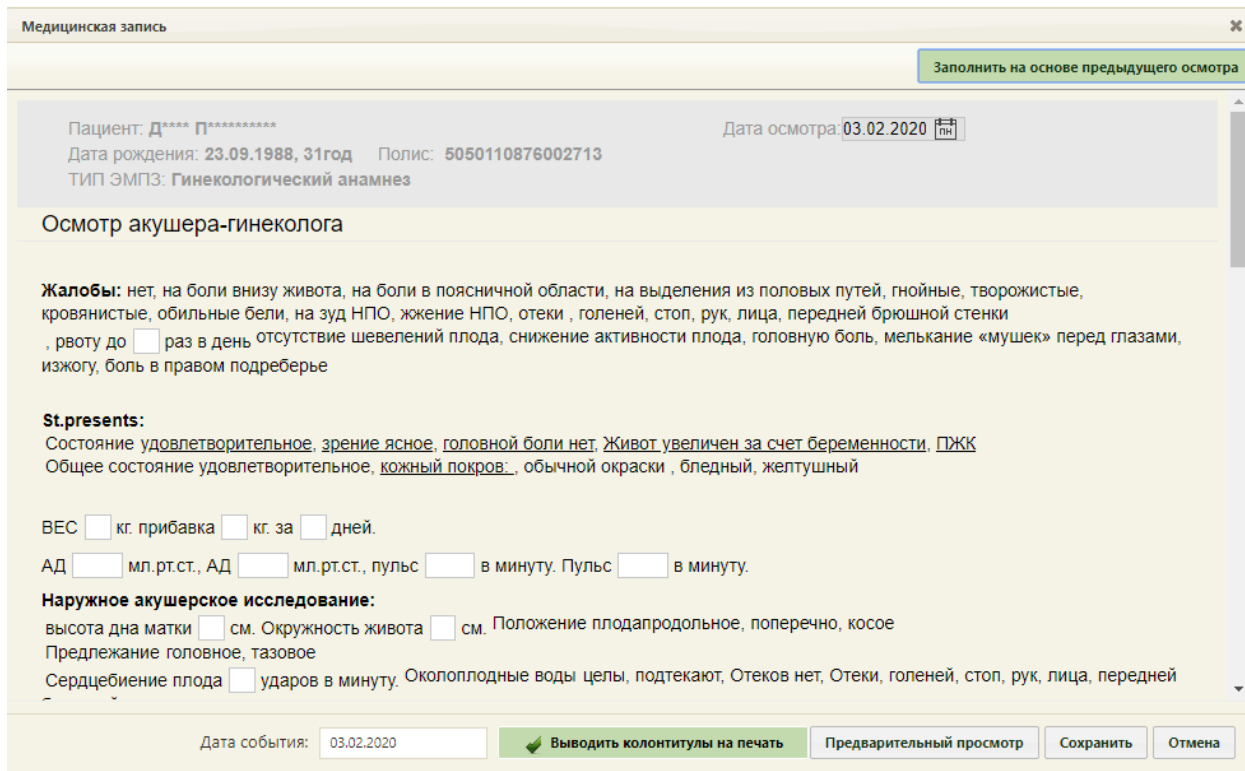 Медицинская запись
Заполнить на основе предыдущего осмотра
Пациент: Д**** П********** Дата осмотра: 03.02.2020 ПН
Дата рождения: 23.09.1988, 31год Полис: 5050110876002713
ТИП ЭМПЗ: Гинекологический анамнез
Осмотр акушера-гинеколога
Жалобы: нет, на боли внизу живота, на боли в поясничной области, на выделения из половых путей, гнойные, творожистые,
кровянистые, обильные бели, на зуд НПО, жжение НПО, отеки , голеней, стоп, рук, лица, передней брюшной стенки
, рвоту до раз в день отсутствие шевелений плода, снижение активности плода, головную боль, мелькание «мушек» перед глазами,
изжогу, боль в правом подреберье
St.presents:
Состояние удовлетворительное, зрение ясное, головной боли нет, Живот увеличен за счет беременности, ПЖК
Общее состояние удовлетворительное, кожный покров: , обычной окраски , бледный, желтушный
ВЕС кг. прибавка кг. за дней.
АД мл.рт.ст., АД мл.рт.ст., пульс в минуту. Пульс в минуту.
Наружное акушерское исследование:
высота дна матки см. Окружность живота см. Положение плодапродольное, поперечно, косое
Предлежание головное, тазовое
Сердцебиение плода ударов в минуту. Околоплодные воды целы, подтекают, Отеков нет, Отеки, голеней, стоп, рук, лица, передней
Дата события: 03.02.2020 Выводить колонтитулы на печать Предварительный просмотр Сохранить Отмена